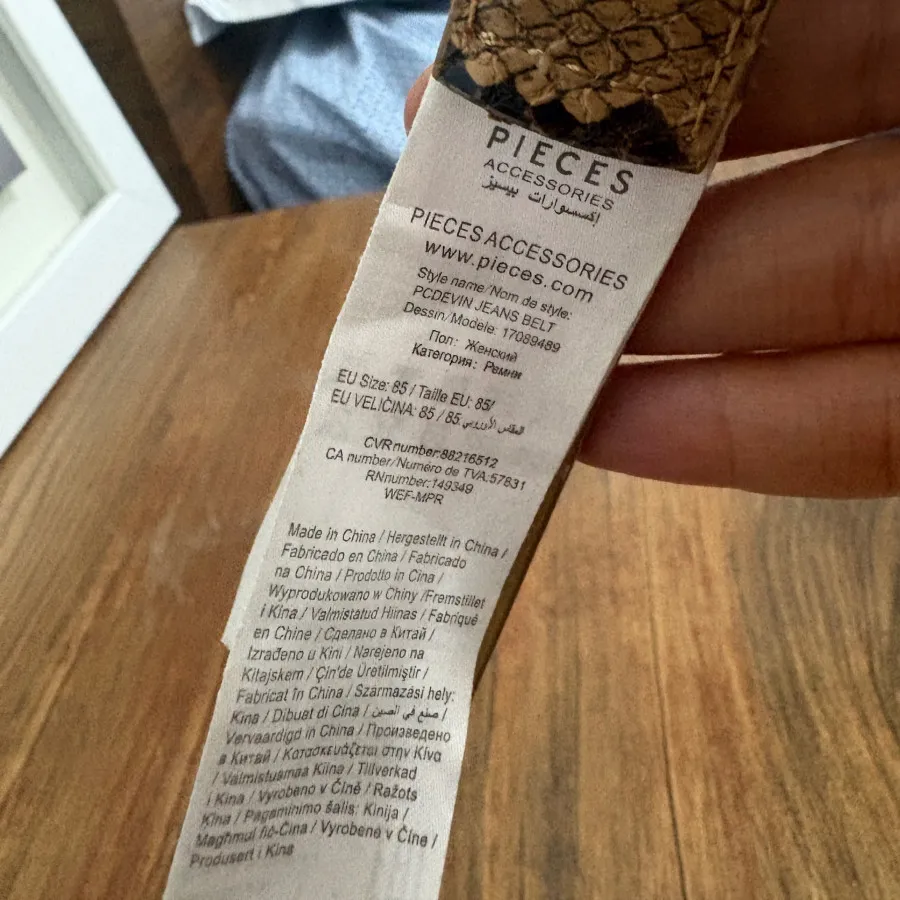 PIECES
ACCESSORIES
إكسسوارات بيسيز
PIECES ACCESSORIES
www.pieces.com
Style name/Nom de style:
PCDEVIN JEANS BELT
Dessin/Modele: 17089489
Пол: Женский
Категория: Ремни
EU Size: 85 / Taille EU: 85/
EU VELIČINA: 85 / 85 المقاس الأوروبي
CVR number:88216512
CA number/Numéro de TVA:57831
RNnumber:149349
WEF-MPR
Made in China / Hergestellt in China /
Fabricado en China / Fabricado
na China / Prodotto in Cina /
Wyprodukowano w Chiny /Fremstillet
i Kina / Valmistatud Hiinas / Fabriqué
en Chine / Сделано в Китай /
Izrađeno u Kini / Narejeno na
Kitajskem / Çin'de Üretilmiştir /
Fabricat în China / Származási hely:
Kína / Dibuat di Cina / صنع في الصين /
Vervaardigd in China / Произведено
в Китай / Κατασκευάζεται στην Κίνα
/ Valmistusmaa Kiina / Tillverkad
i Kina / Vyrobeno v Číně / Ražots
Ķīna / Pagaminimo šalis: Kinija /
Magħmul fiċ-Ċina / Vyrobené v Číne /
Produsert i Kina